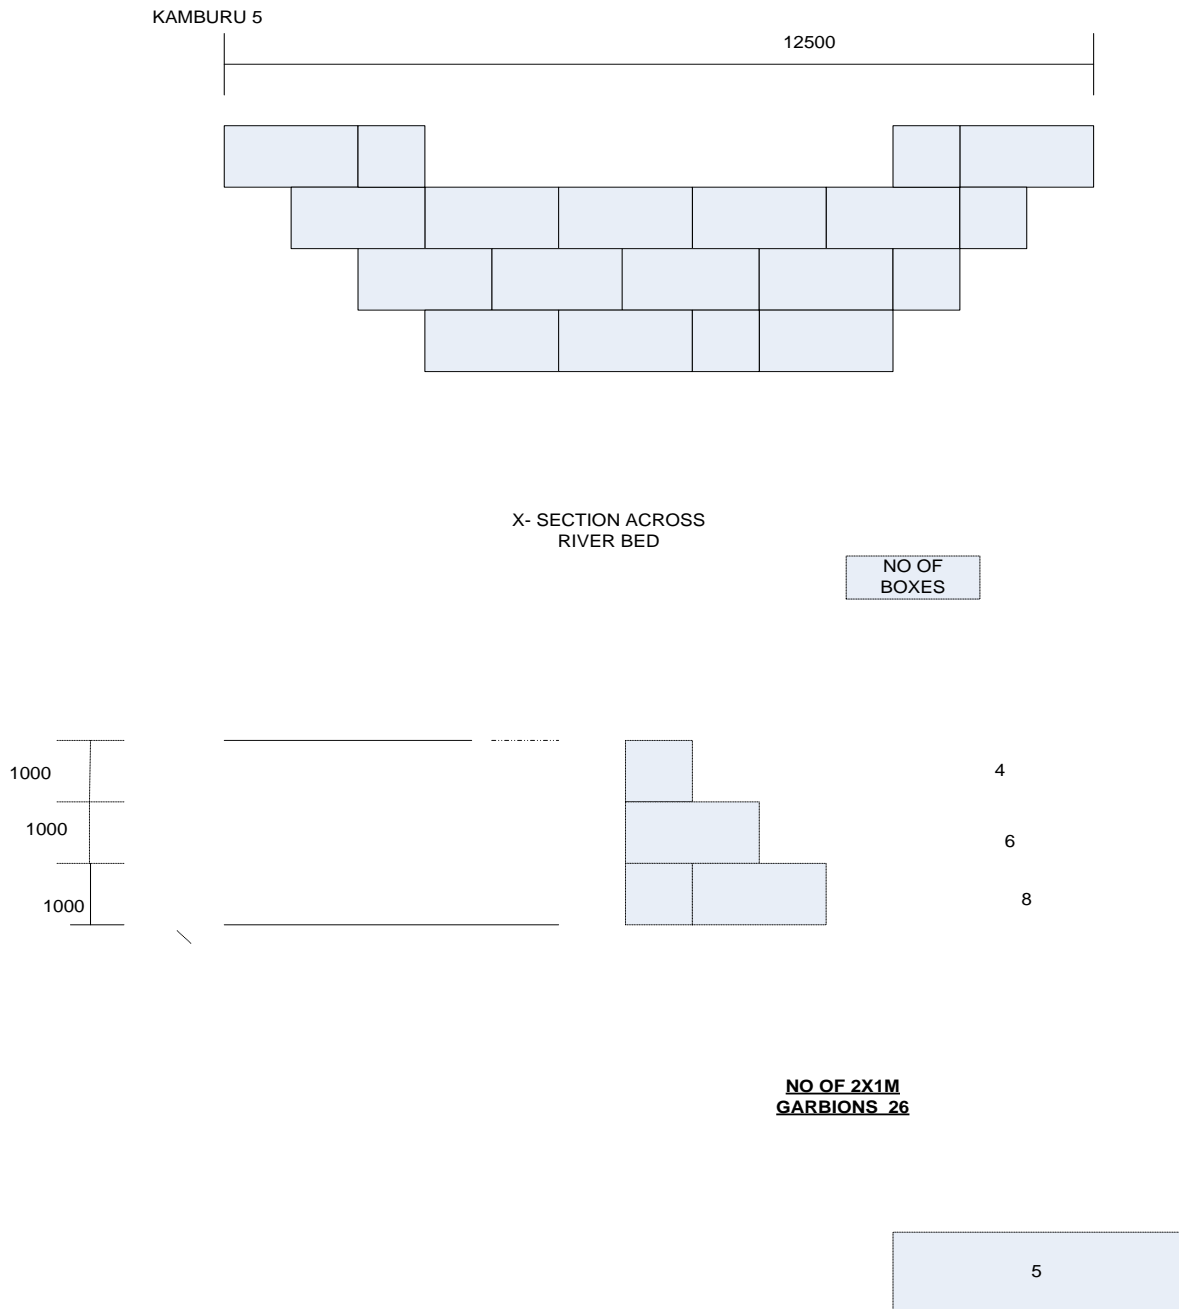 KAMBURU 5
12500
X- SECTION ACROSS
RIVER BED
NO OF
BOXES
1000
4
1000
6
1000
8
NO OF 2X1M
GARBIONS 26
5